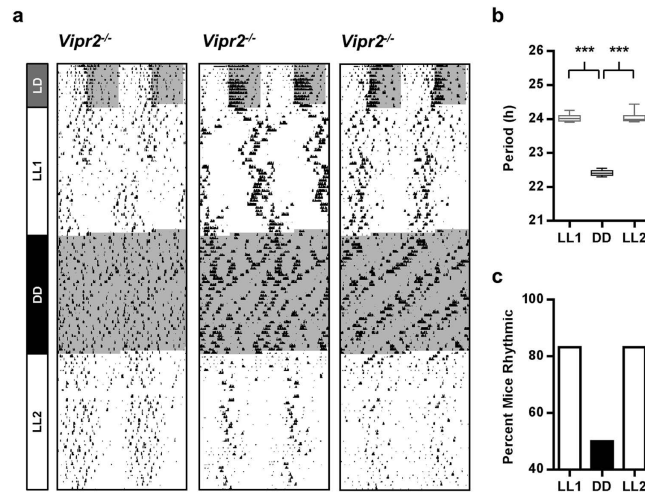 a
Vipr2-/-
Vipr2-/-
Vipr2-/-
LD
LL1
DD
LL2
b
Period (h)
26
25
24
23
22
21
***
***
LL1 DD LL2
c
Percent Mice Rhythmic
100
80
60
40
LL1 DD LL2